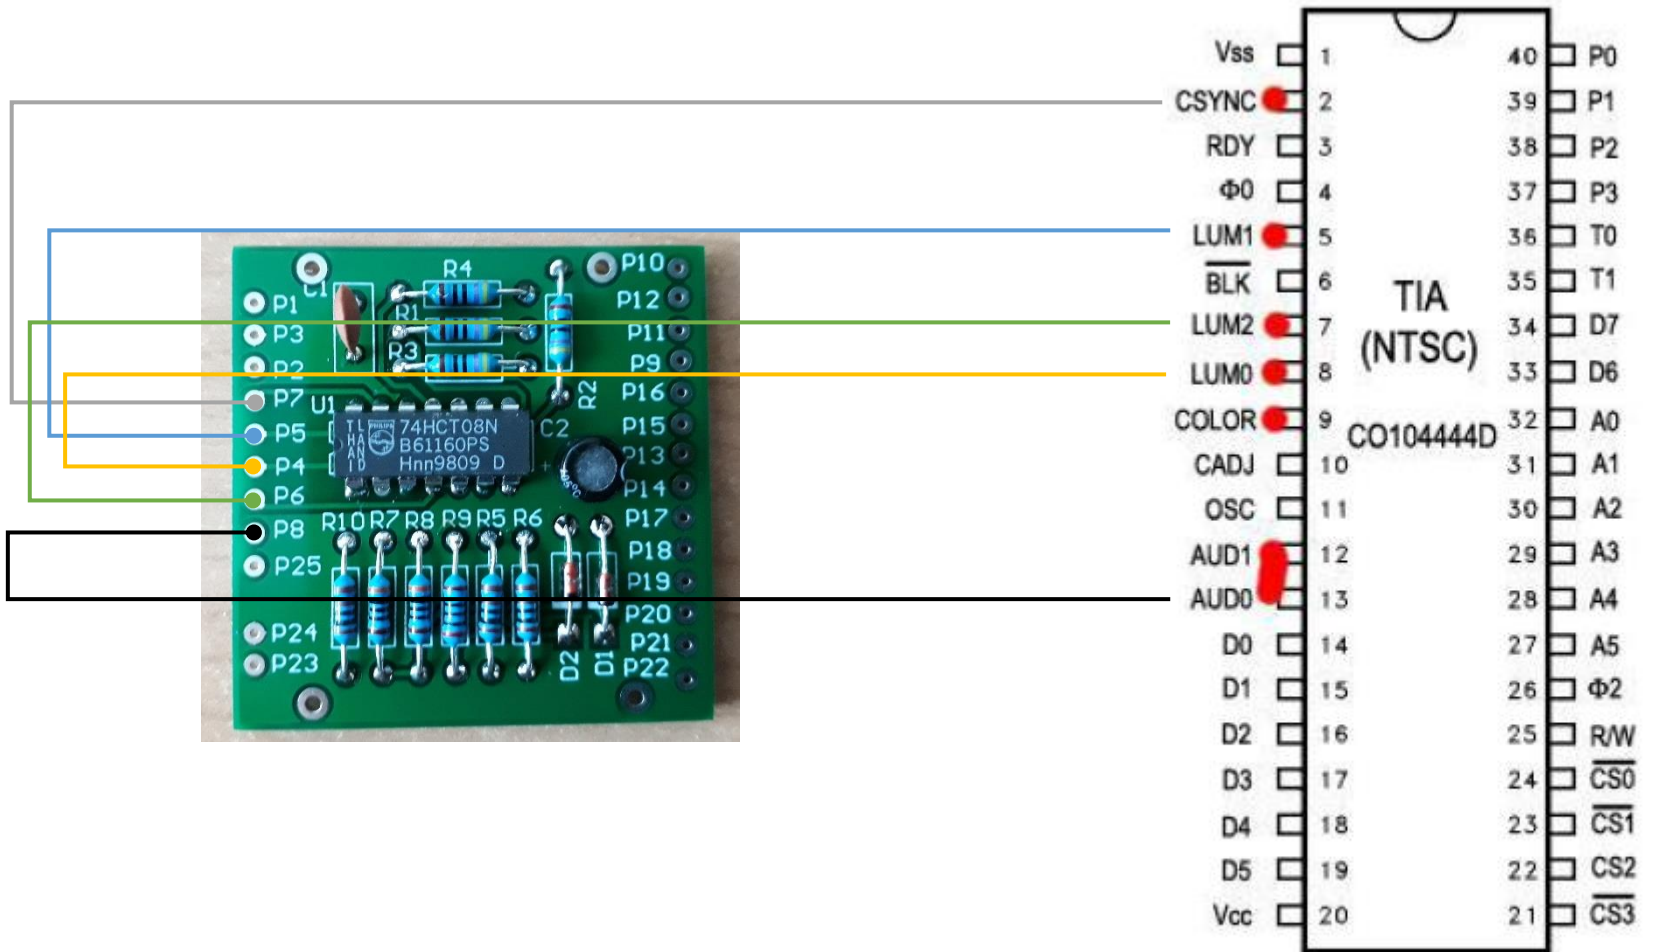 P1
P3
P2
P7
P5
P4
P6
P8
P25
P24
P23
C1
R4
R1
R3
R2
U1
C2
+
THAILAND
PHILIPS
74HCT08N
B61160PS
Hnn9809 D
105°C
R10 R7 R8 R9 R5 R6
D2 D1
P10
P12
P11
P9
P16
P15
P13
P14
P17
P18
P19
P20
P21
P22
TIA
(NTSC)
CO104444D
Vss 1 40 P0
CSYNC 2 39 P1
RDY 3 38 P2
Φ0 4 37 P3
LUM1 5 36 T0
BLK 6 35 T1
LUM2 7 34 D7
LUM0 8 33 D6
COLOR 9 32 A0
CADJ 10 31 A1
OSC 11 30 A2
AUD1 12 29 A3
AUD0 13 28 A4
D0 14 27 A5
D1 15 26 Φ2
D2 16 25 R/W
D3 17 24 CS0
D4 18 23 CS1
D5 19 22 CS2
Vcc 20 21 CS3